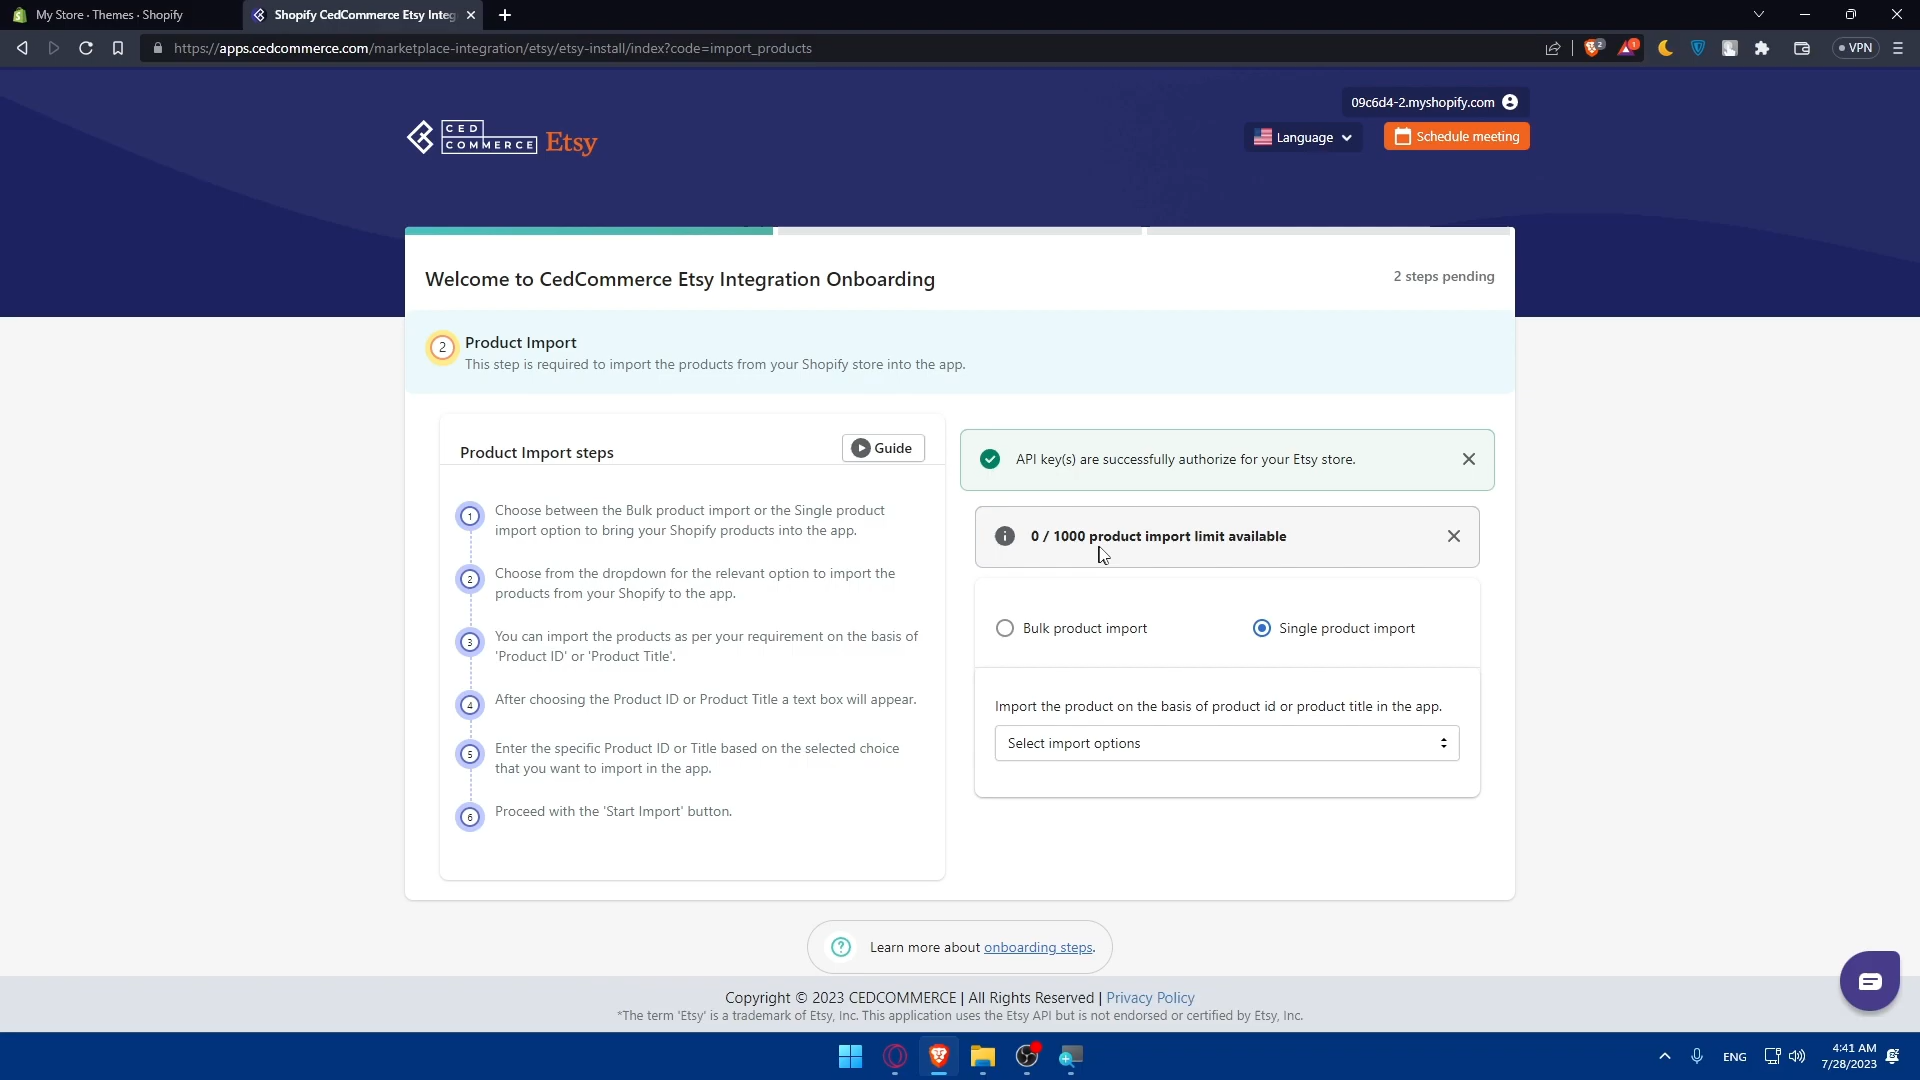 My Store · Themes · Shopify
Shopify CedCommerce Etsy Integ
https://apps.cedcommerce.com/marketplace-integration/etsy/etsy-install/index?code=import_products
2
1
VPN
09c6d4-2.myshopify.com
CED
COMMERCE
Etsy
Language
Schedule meeting
Welcome to CedCommerce Etsy Integration Onboarding
2 steps pending
2
Product Import
This step is required to import the products from your Shopify store into the app.
Product Import steps
Guide
1
Choose between the Bulk product import or the Single product
import option to bring your Shopify products into the app.
2
Choose from the dropdown for the relevant option to import the
products from your Shopify to the app.
3
You can import the products as per your requirement on the basis of
'Product ID' or 'Product Title'.
4
After choosing the Product ID or Product Title a text box will appear.
5
Enter the specific Product ID or Title based on the selected choice
that you want to import in the app.
6
Proceed with the 'Start Import' button.
API key(s) are successfully authorize for your Etsy store.
0 / 1000 product import limit available
Bulk product import
Single product import
Import the product on the basis of product id or product title in the app.
Select import options
Learn more about onboarding steps.
Copyright © 2023 CEDCOMMERCE | All Rights Reserved | Privacy Policy
*The term 'Etsy' is a trademark of Etsy, Inc. This application uses the Etsy API but is not endorsed or certified by Etsy, Inc.
ENG
4:41 AM
7/28/2023